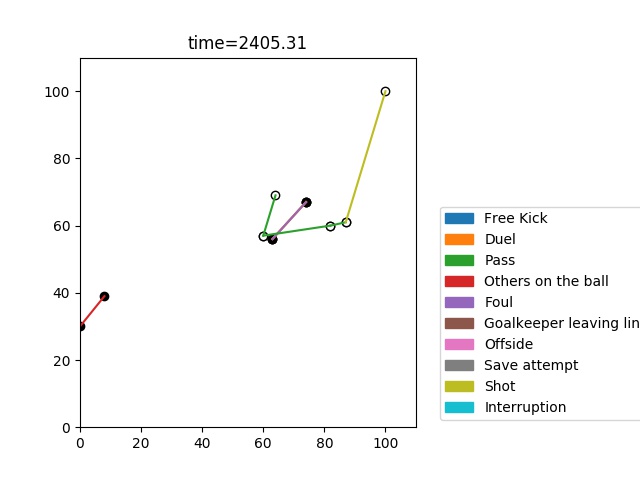 time=2405.31
100
80
60
40
20
0
0 20 40 60 80 100
Free Kick
Duel
Pass
Others on the ball
Foul
Goalkeeper leaving lin
Offside
Save attempt
Shot
Interruption